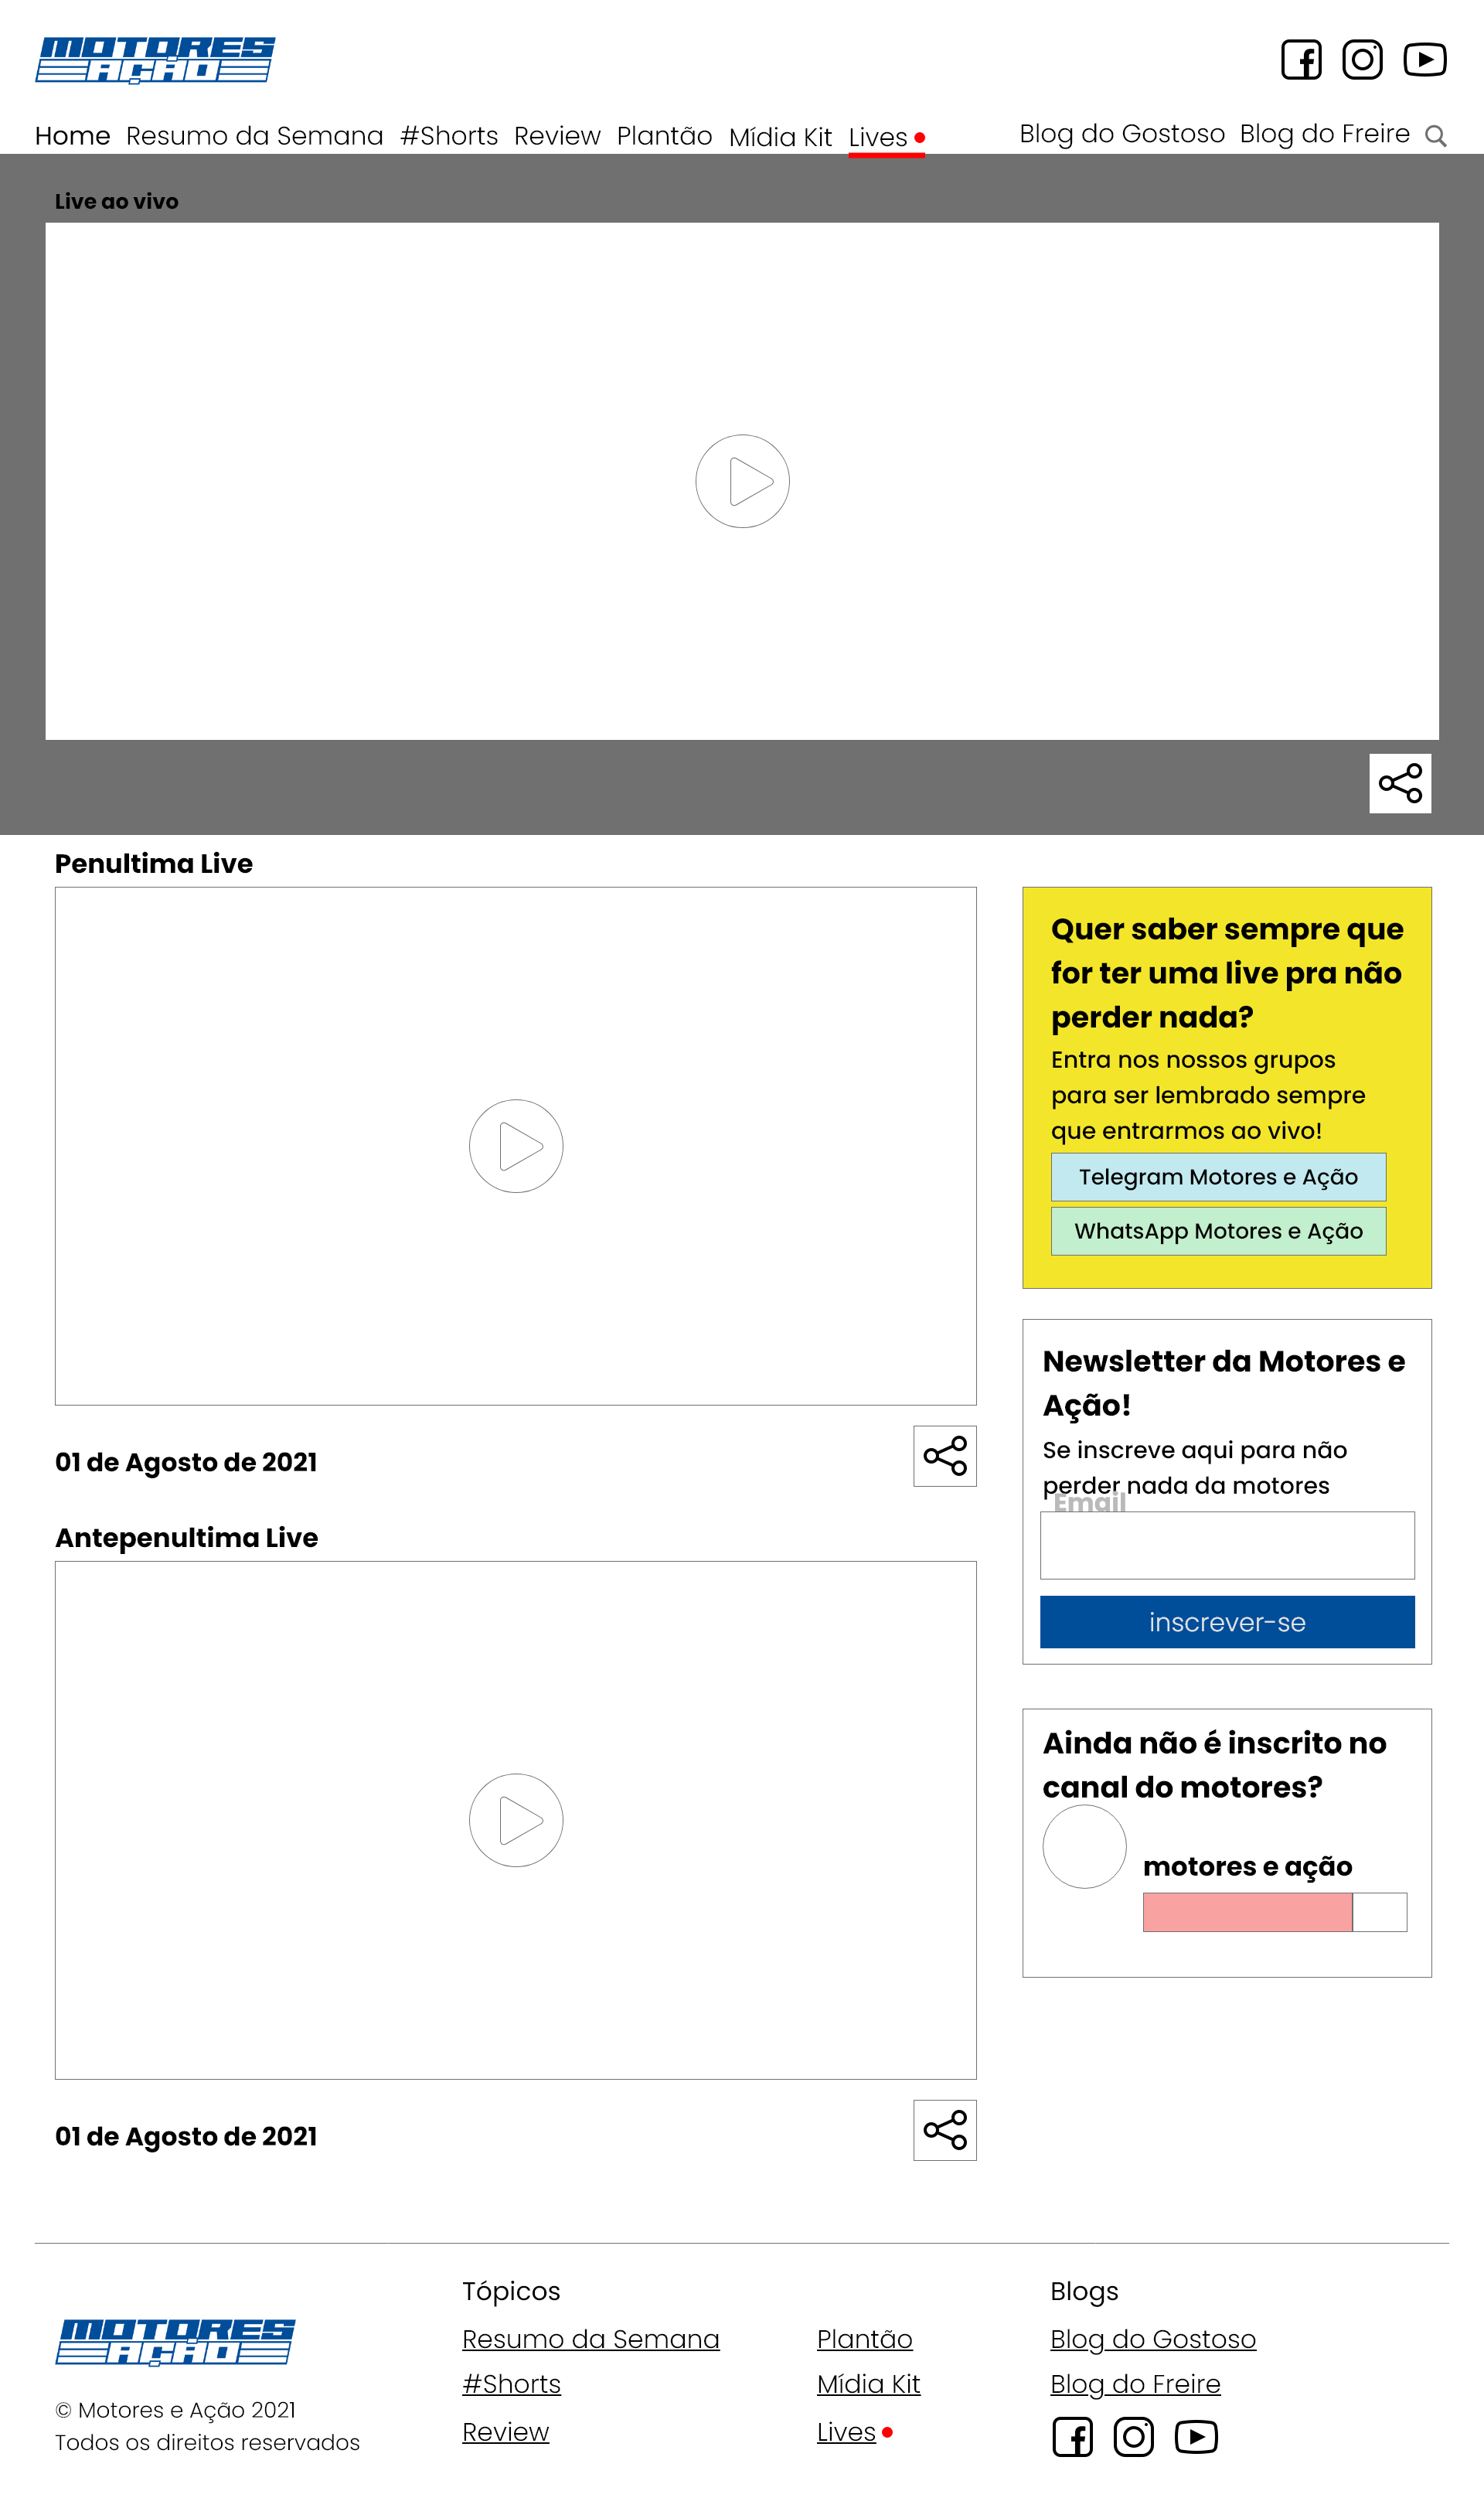 MOTORES
AÇÃO
Home Resumo da Semana #Shorts Review Plantão Mídia Kit Lives Blog do Gostoso Blog do Freire
Live ao vivo
Penultima Live
Quer saber sempre que
for ter uma live pra não
perder nada?
Entra nos nossos grupos
para ser lembrado sempre
que entrarmos ao vivo!
Telegram Motores e Ação
WhatsApp Motores e Ação
Newsletter da Motores e
Ação!
Se inscreve aqui para não
perder nada da motores
Email
inscrever-se
01 de Agosto de 2021
Antepenultima Live
Ainda não é inscrito no
canal do motores?
motores e ação
01 de Agosto de 2021
MOTORES
AÇÃO
© Motores e Ação 2021
Todos os direitos reservados
Tópicos
Resumo da Semana
#Shorts
Review
Plantão
Mídia Kit
Lives
Blogs
Blog do Gostoso
Blog do Freire